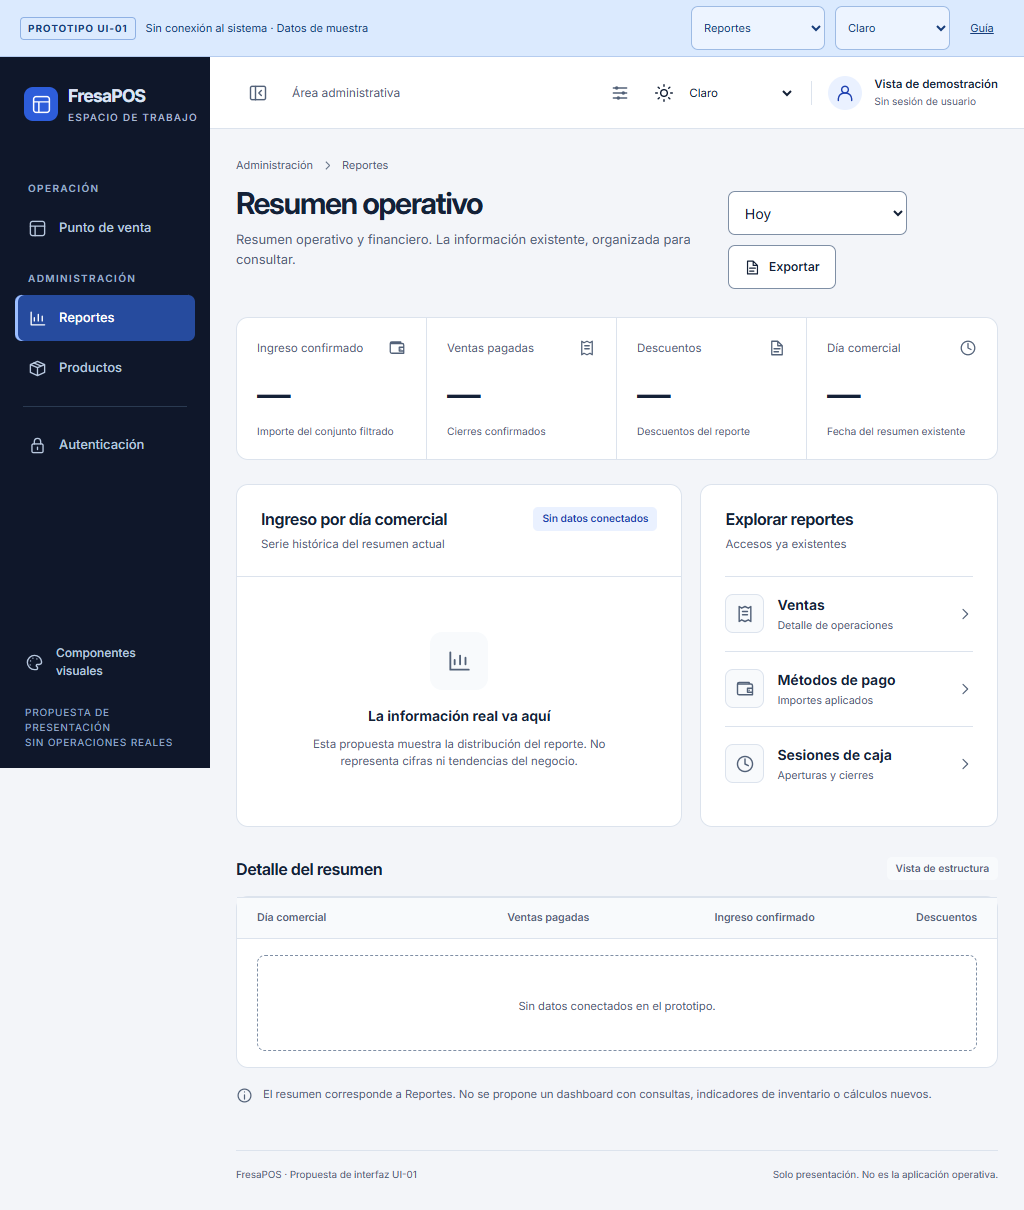 PROTOTIPO UI-01
Sin conexión al sistema · Datos de muestra
Reportes
Claro
Guía
FresaPOS
ESPACIO DE TRABAJO
Área administrativa
Claro
Vista de demostración
Sin sesión de usuario
OPERACIÓN
Punto de venta
ADMINISTRACIÓN
Reportes
Productos
Autenticación
Componentes
visuales
PROPUESTA DE
PRESENTACIÓN
SIN OPERACIONES REALES
Administración
Reportes
Resumen operativo
Resumen operativo y financiero. La información existente, organizada para
consultar.
Hoy
Exportar
Ingreso confirmado
—
Importe del conjunto filtrado
Ventas pagadas
—
Cierres confirmados
Descuentos
—
Descuentos del reporte
Día comercial
—
Fecha del resumen existente
Ingreso por día comercial
Sin datos conectados
Serie histórica del resumen actual
La información real va aquí
Esta propuesta muestra la distribución del reporte. No
representa cifras ni tendencias del negocio.
Explorar reportes
Accesos ya existentes
Ventas
Detalle de operaciones
Métodos de pago
Importes aplicados
Sesiones de caja
Aperturas y cierres
Detalle del resumen
Vista de estructura
Día comercial
Ventas pagadas
Ingreso confirmado
Descuentos
Sin datos conectados en el prototipo.
El resumen corresponde a Reportes. No se propone un dashboard con consultas, indicadores de inventario o cálculos nuevos.
FresaPOS · Propuesta de interfaz UI-01
Solo presentación. No es la aplicación operativa.